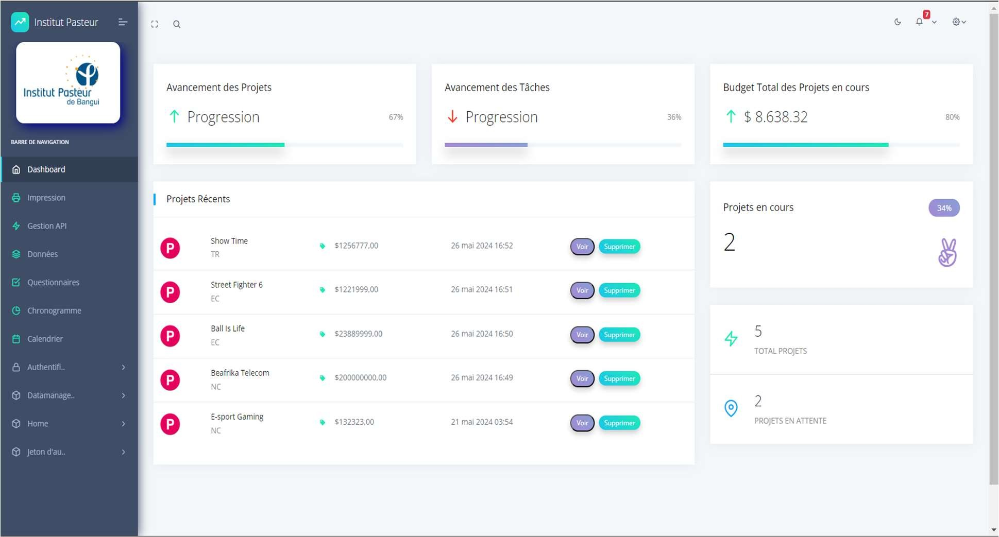 Institut Pasteur
Institut Pasteur
de Bangui
BARRE DE NAVIGATION
Dashboard
Impression
Gestion API
Données
Questionnaires
Chronogramme
Calendrier
Authentifi..
Datamanage..
Home
Jeton d'au..
7
Avancement des Projets
Progression 67%
Avancement des Tâches
Progression 36%
Budget Total des Projets en cours
$ 8.638.32 80%
Projets Récents
P
Show Time
TR
$1256777,00
26 mai 2024 16:52
Voir Supprimer
P
Street Fighter 6
EC
$1221999,00
26 mai 2024 16:51
Voir Supprimer
P
Ball Is Life
EC
$23889999,00
26 mai 2024 16:50
Voir Supprimer
P
Beafrika Telecom
NC
$200000000,00
26 mai 2024 16:49
Voir Supprimer
P
E-sport Gaming
NC
$132323,00
21 mai 2024 03:54
Voir Supprimer
Projets en cours 34%
2
5
TOTAL PROJETS
2
PROJETS EN ATTENTE